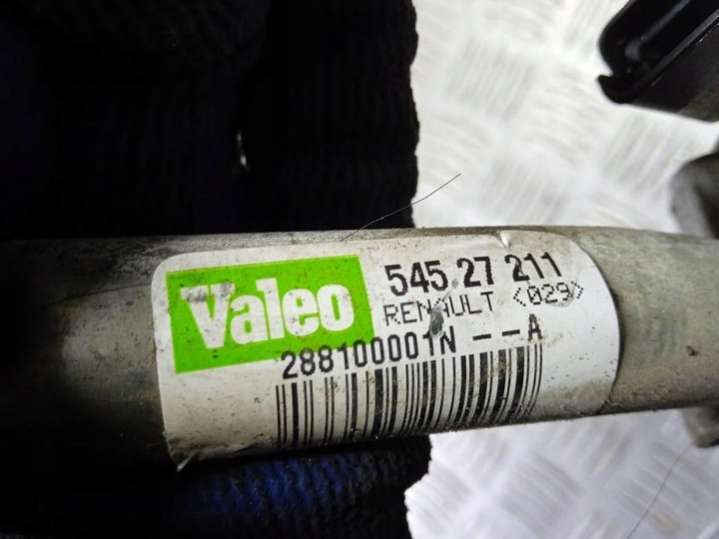 Valeo
545 27 211
RENAULT <029>
288100001N -- A